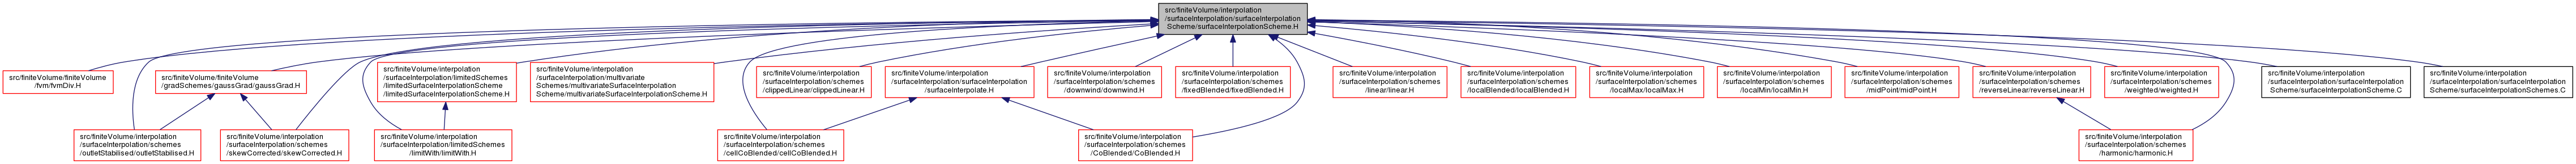 src/finiteVolume/interpolation
/surfaceInterpolation/surfaceInterpolation
Scheme/surfaceInterpolationScheme.H
src/finiteVolume/finiteVolume
/fvm/fvmDiv.H
src/finiteVolume/finiteVolume
/gradSchemes/gaussGrad/gaussGrad.H
src/finiteVolume/interpolation
/surfaceInterpolation/limitedSchemes
/limitedSurfaceInterpolationScheme
/limitedSurfaceInterpolationScheme.H
src/finiteVolume/interpolation
/surfaceInterpolation/multivariate
Schemes/multivariateSurfaceInterpolation
Scheme/multivariateSurfaceInterpolationScheme.H
src/finiteVolume/interpolation
/surfaceInterpolation/schemes
/clippedLinear/clippedLinear.H
src/finiteVolume/interpolation
/surfaceInterpolation/surfaceInterpolation
/surfaceInterpolate.H
src/finiteVolume/interpolation
/surfaceInterpolation/schemes
/downwind/downwind.H
src/finiteVolume/interpolation
/surfaceInterpolation/schemes
/fixedBlended/fixedBlended.H
src/finiteVolume/interpolation
/surfaceInterpolation/schemes
/linear/linear.H
src/finiteVolume/interpolation
/surfaceInterpolation/schemes
/localBlended/localBlended.H
src/finiteVolume/interpolation
/surfaceInterpolation/schemes
/localMax/localMax.H
src/finiteVolume/interpolation
/surfaceInterpolation/schemes
/localMin/localMin.H
src/finiteVolume/interpolation
/surfaceInterpolation/schemes
/midPoint/midPoint.H
src/finiteVolume/interpolation
/surfaceInterpolation/schemes
/reverseLinear/reverseLinear.H
src/finiteVolume/interpolation
/surfaceInterpolation/schemes
/weighted/weighted.H
src/finiteVolume/interpolation
/surfaceInterpolation/surfaceInterpolation
Scheme/surfaceInterpolationScheme.C
src/finiteVolume/interpolation
/surfaceInterpolation/surfaceInterpolation
Scheme/surfaceInterpolationSchemes.C
src/finiteVolume/interpolation
/surfaceInterpolation/schemes
/outletStabilised/outletStabilised.H
src/finiteVolume/interpolation
/surfaceInterpolation/schemes
/skewCorrected/skewCorrected.H
src/finiteVolume/interpolation
/surfaceInterpolation/limitedSchemes
/limitWith/limitWith.H
src/finiteVolume/interpolation
/surfaceInterpolation/schemes
/cellCoBlended/cellCoBlended.H
src/finiteVolume/interpolation
/surfaceInterpolation/schemes
/CoBlended/CoBlended.H
src/finiteVolume/interpolation
/surfaceInterpolation/schemes
/harmonic/harmonic.H